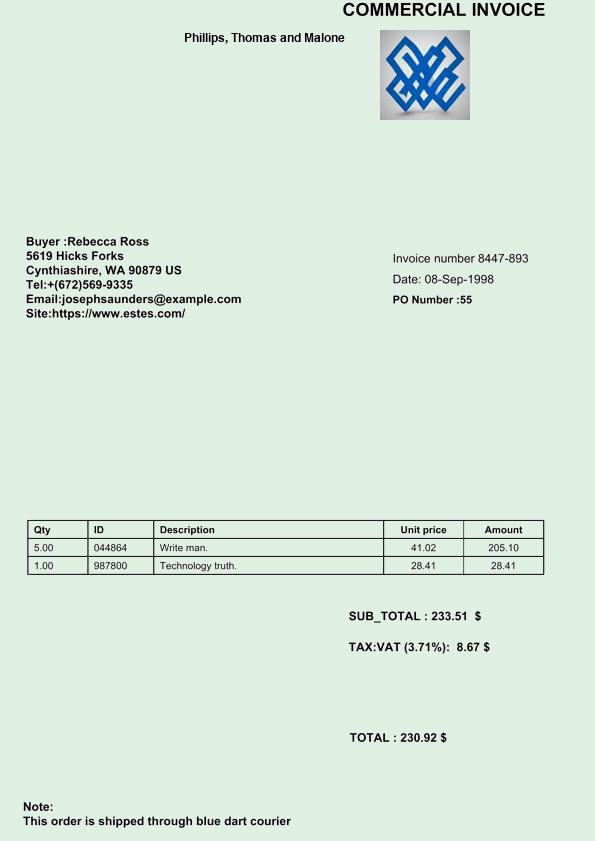 COMMERCIAL INVOICE
Phillips, Thomas and Malone
Buyer :Rebecca Ross
5619 Hicks Forks
Cynthiashire, WA 90879 US
Tel:+(672)569-9335
Email:josephsaunders@example.com
Site:https://www.estes.com/
Invoice number 8447-893
Date: 08-Sep-1998
PO Number :55
Qty ID Description Unit price Amount
5.00 044864 Write man. 41.02 205.10
1.00 987800 Technology truth. 28.41 28.41
SUB_TOTAL : 233.51 $
TAX:VAT (3.71%): 8.67 $
TOTAL : 230.92 $
Note:
This order is shipped through blue dart courier